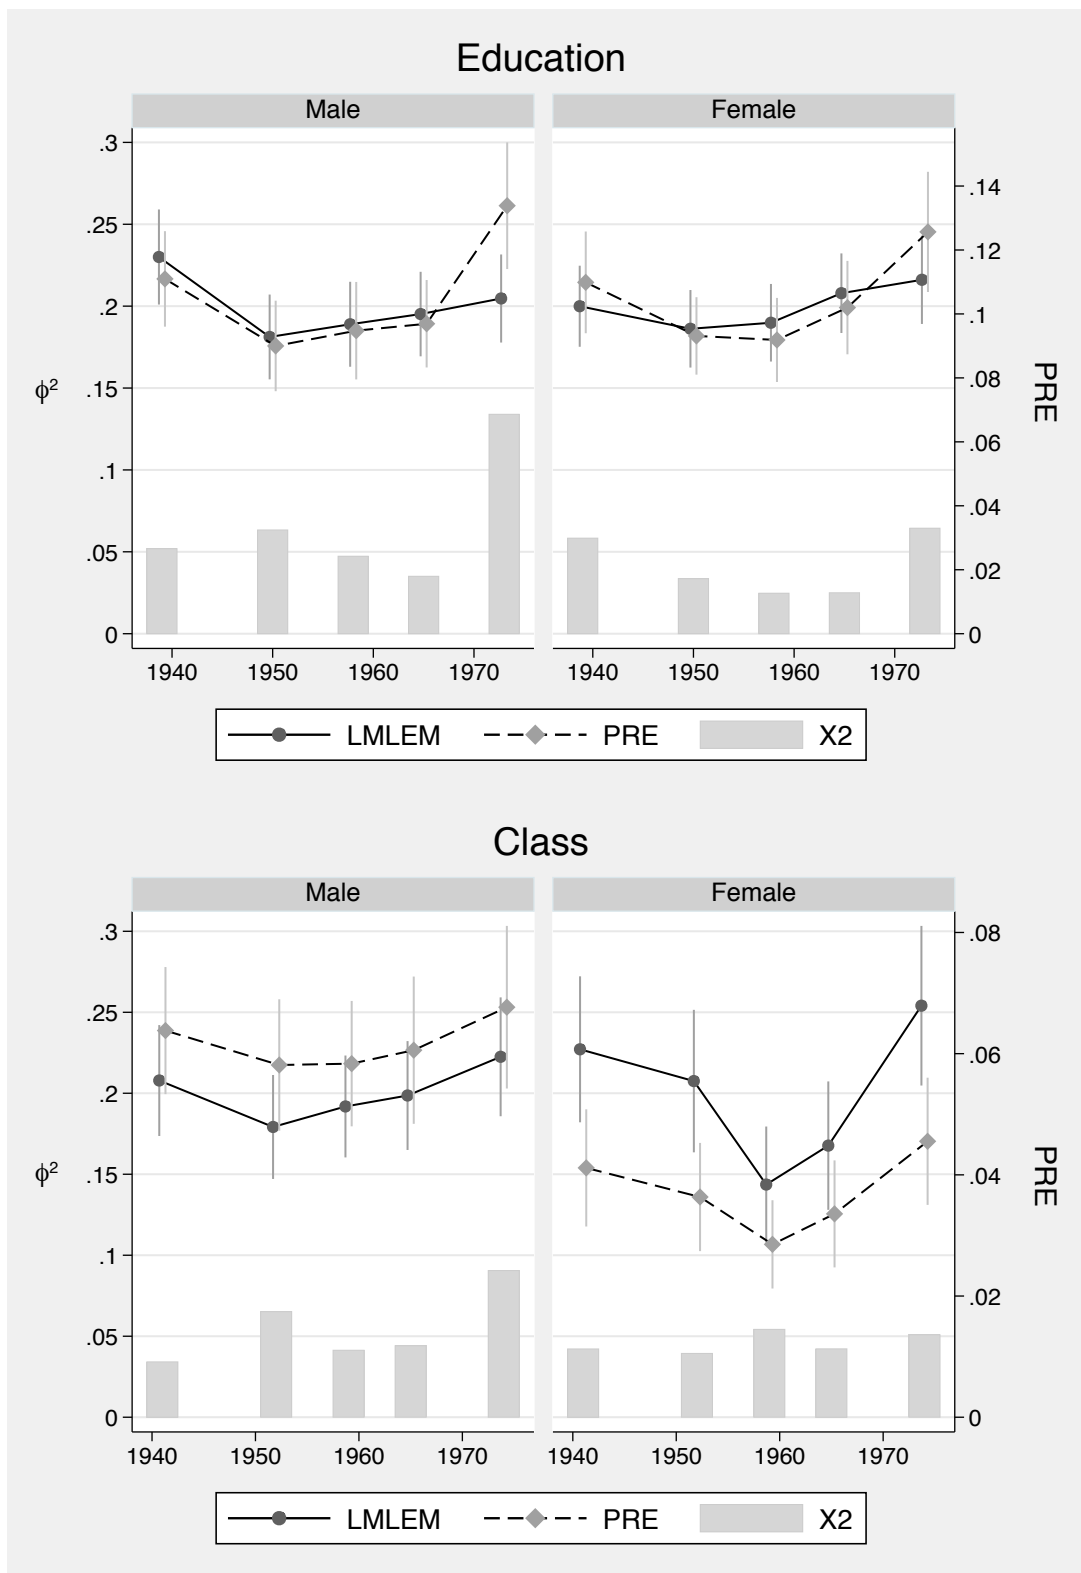 Education
Male Female
.3
.25
.2
.15
.1
.05
0
ϕ²
.14
.12
.1
.08
.06
.04
.02
0
PRE
1940 1950 1960 1970 1940 1950 1960 1970
LMLEM PRE X2
Class
Male Female
.3
.25
.2
.15
.1
.05
0
ϕ²
.08
.06
.04
.02
0
PRE
1940 1950 1960 1970 1940 1950 1960 1970
LMLEM PRE X2